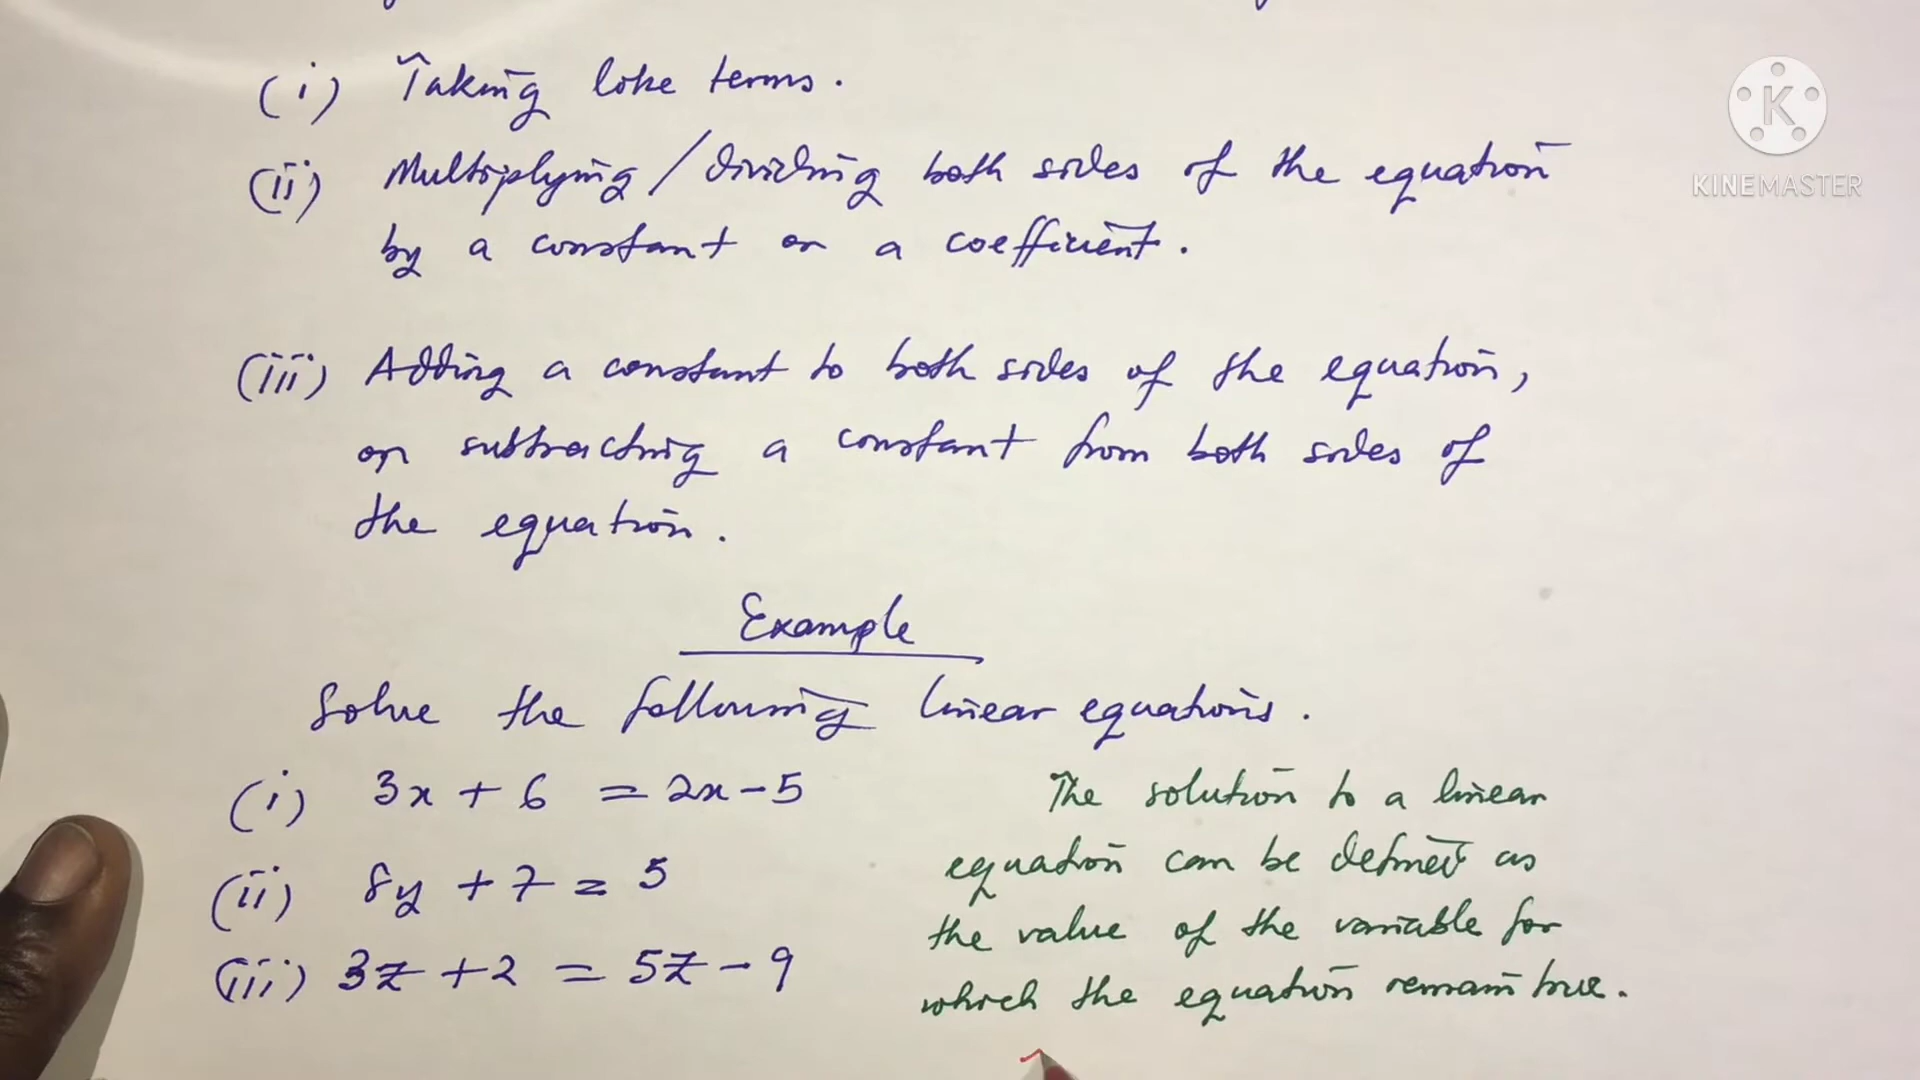 (i) Taking like terms.
K
(ii) Multiplying/dividing both sides of the equation
KINEMASTER
by a constant or a coefficient.
(iii) Adding a constant to both sides of the equation,
or subtracting a constant from both sides of
the equation.
Example
Solve the following linear equations.
(i) 3x + 6 = 2x - 5
(ii) 8y + 7 = 5
(iii) 3z + 2 = 5z - 9
The solution to a linear
equation can be defined as
the value of the variable for
which the equation remain true.